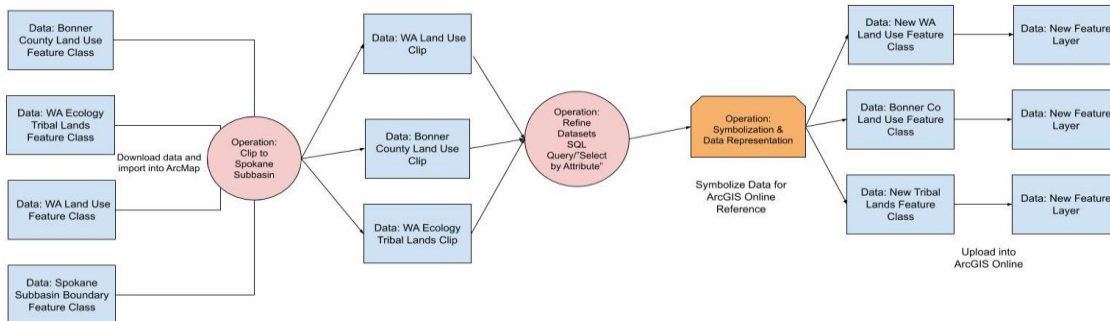 Data: Bonner
County Land Use
Feature Class
Data: WA Ecology
Tribal Lands
Feature Class
Data: WA Land Use
Feature Class
Data: Spokane
Subbasin Boundary
Feature Class
Download data and
import into ArcMap
Operation:
Clip to
Spokane
Subbasin
Data: WA Land Use
Clip
Data: Bonner
County Land Use
Clip
Data: WA Ecology
Tribal Lands Clip
Operation:
Refine
Datasets
SQL
Query/"Select
by Attribute"
Operation:
Symbolization &
Data Representation
Symbolize Data for
ArcGIS Online
Reference
Data: New WA
Land Use Feature
Class
Data: Bonner Co
Land Use Feature
Class
Data: New Tribal
Lands Feature
Class
Data: New Feature
Layer
Data: New Feature
Layer
Data: New Feature
Layer
Upload into
ArcGIS Online